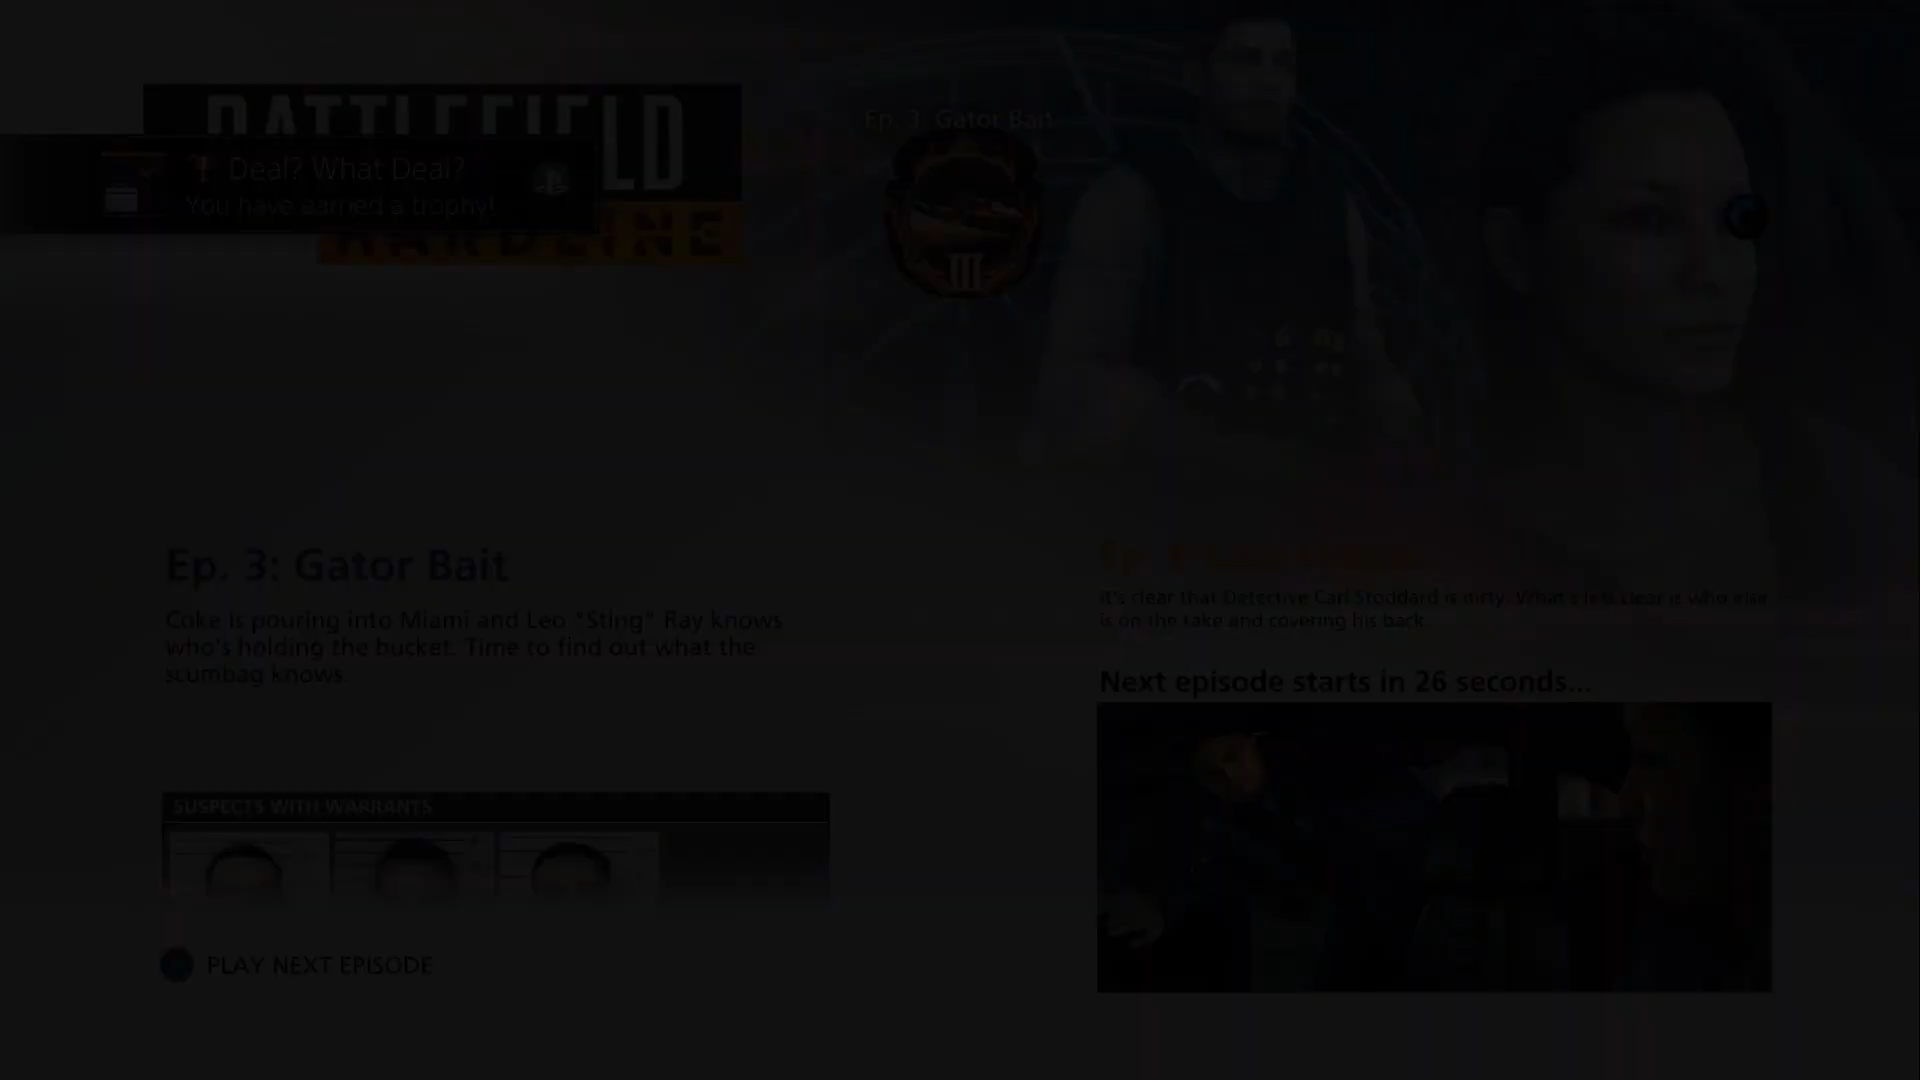 BATTLEFIELD
Deal? What Deal?
You have earned a trophy!
HARDLINE
Ep. 3: Gator Bait
III
Ep. 3: Gator Bait
Coke is pouring into Miami and Leo "Sting" Ray knows
who's holding the bucket. Time to find out what the
scumbag knows.
SUSPECTS WITH WARRANTS
PLAY NEXT EPISODE
Ep.
It's clear that Detective Carl Stoddard is dirty. What's less clear is who else
is on the take and covering his back.
Next episode starts in 26 seconds...